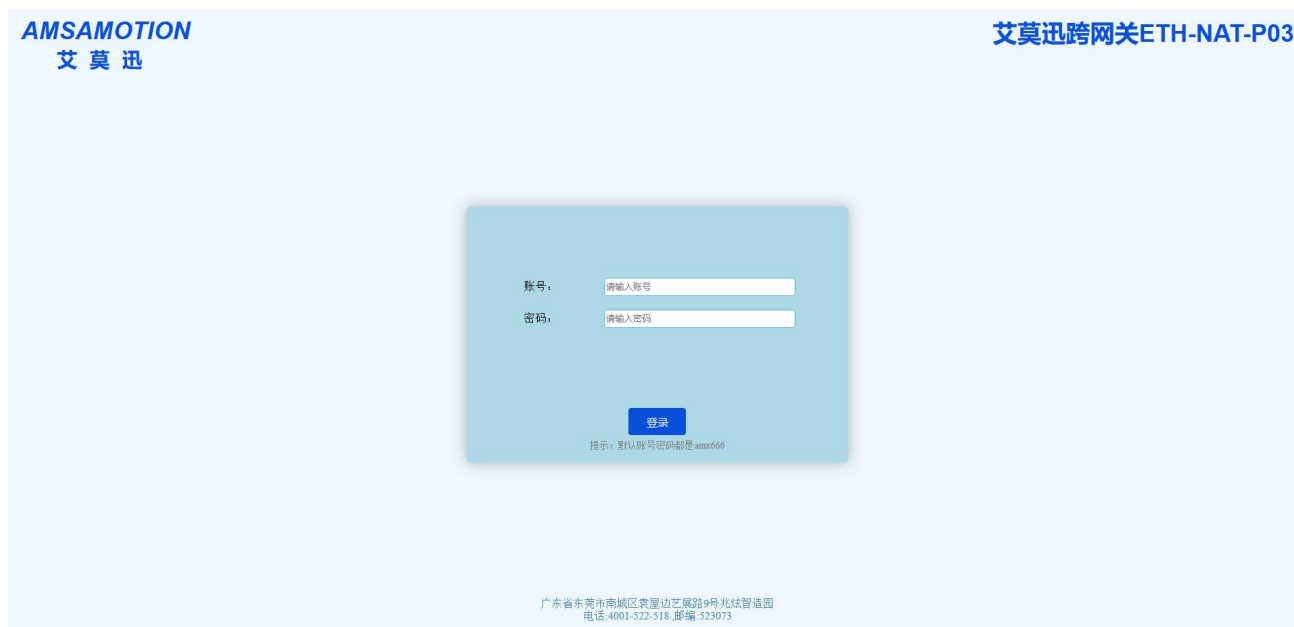 AMSAMOTION
艾莫迅
艾莫迅跨网关ETH-NAT-P03
账号：
请输入账号
密码：
请输入密码
登录
提示：默认账号密码都是amx666
广东省东莞市南城区袁屋边艺展路9号兆炫智造园
电话:4001-522-518 ,邮编:523073